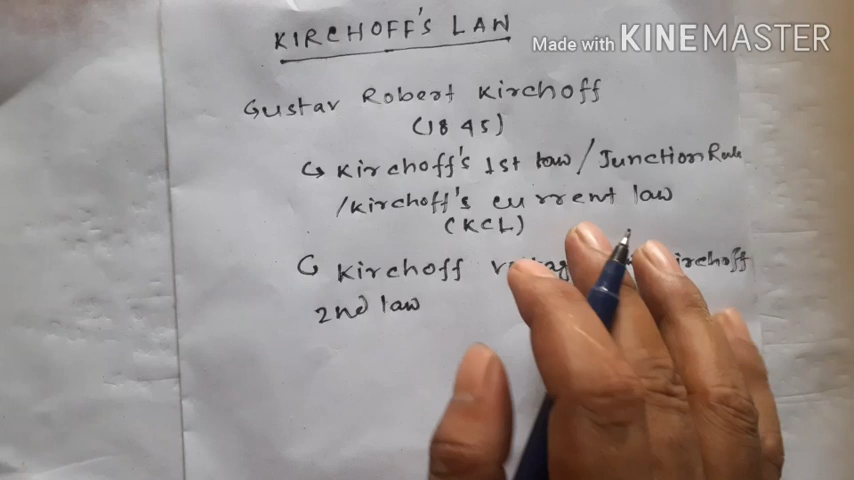 KIRCHOFF'S LAW
Made with KINEMASTER
Gustav Robert Kirchoff
(1845)
↳ Kirchoff's 1st law/Junction Rule
/Kirchoff's current law
(KCL)
↳ Kirchoff
2nd law